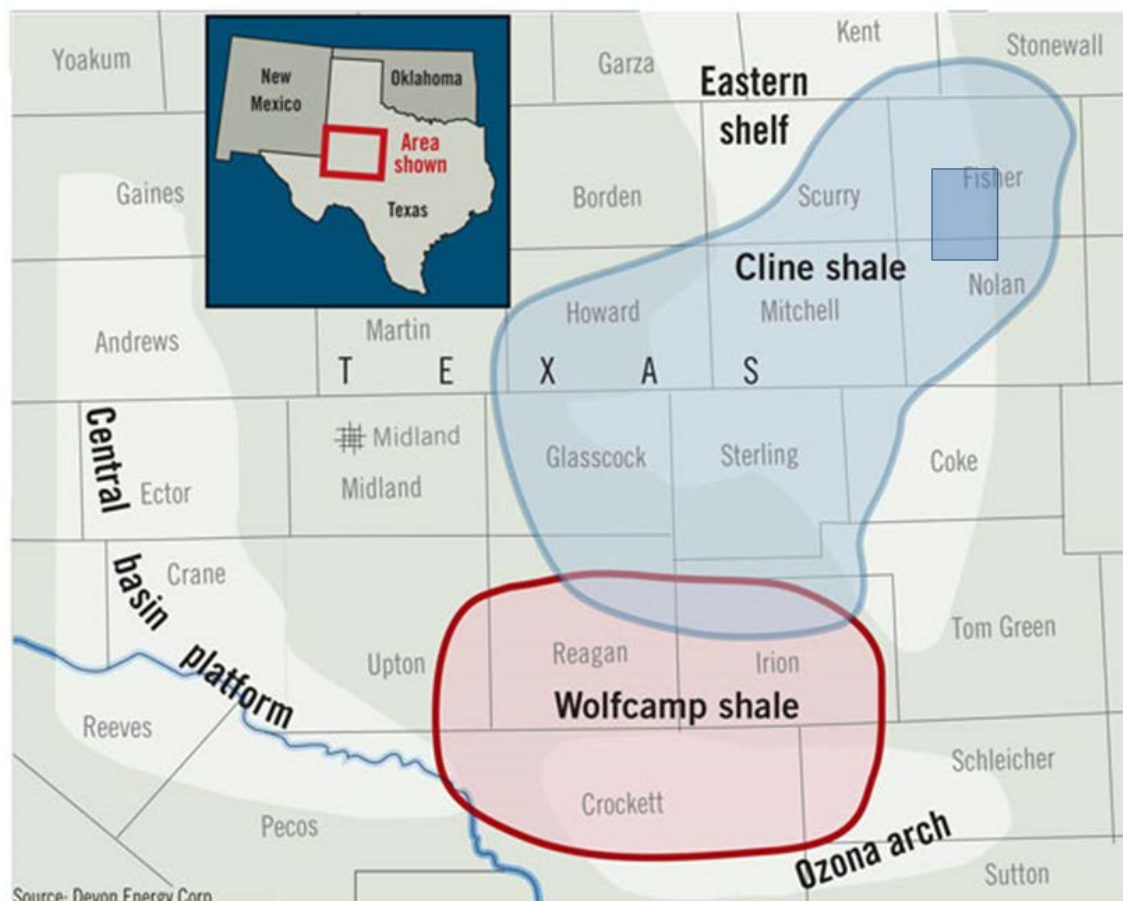 Yoakum
New
Mexico
Oklahoma
Area
shown
Texas
Garza
Kent
Stonewall
Eastern
shelf
Gaines
Borden
Scurry
Fisher
Cline shale
Nolan
Andrews
Martin
Howard
Mitchell
T E X A S
Central
basin
platform
Midland
Ector
Midland
Glasscock
Sterling
Coke
Crane
Upton
Reagan
Irion
Tom Green
Wolfcamp shale
Reeves
Pecos
Crockett
Schleicher
Ozona arch
Sutton
Source- Devon Energy Corp